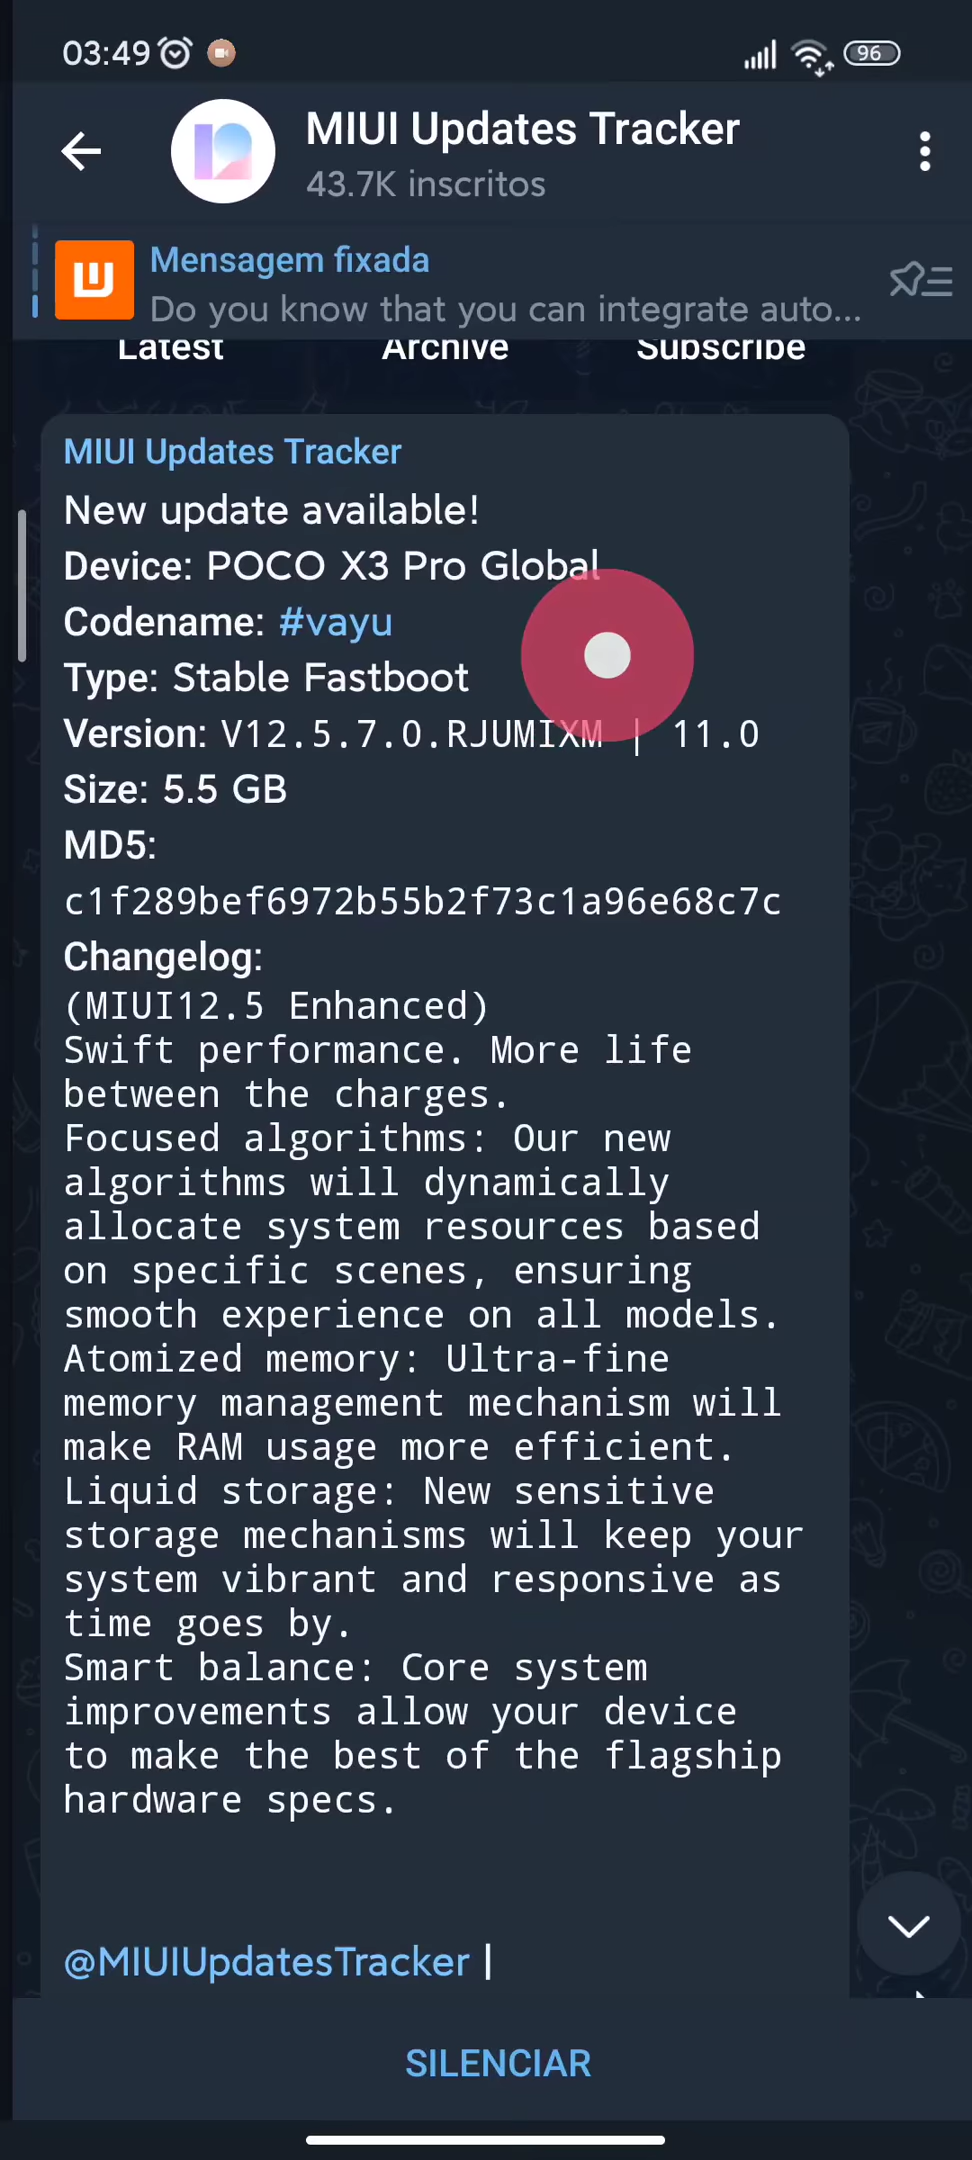 03:49
96
MIUI Updates Tracker
43.7K inscritos
Mensagem fixada
Do you know that you can integrate auto...
Latest Archive Subscribe
MIUI Updates Tracker
New update available!
Device: POCO X3 Pro Global
Codename: #vayu
Type: Stable Fastboot
Version: V12.5.7.0.RJUMIXM | 11.0
Size: 5.5 GB
MD5:
c1f289bef6972b55b2f73c1a96e68c7c
Changelog:
(MIUI12.5 Enhanced)
Swift performance. More life
between the charges.
Focused algorithms: Our new
algorithms will dynamically
allocate system resources based
on specific scenes, ensuring
smooth experience on all models.
Atomized memory: Ultra-fine
memory management mechanism will
make RAM usage more efficient.
Liquid storage: New sensitive
storage mechanisms will keep your
system vibrant and responsive as
time goes by.
Smart balance: Core system
improvements allow your device
to make the best of the flagship
hardware specs.
@MIUIUpdatesTracker |
SILENCIAR